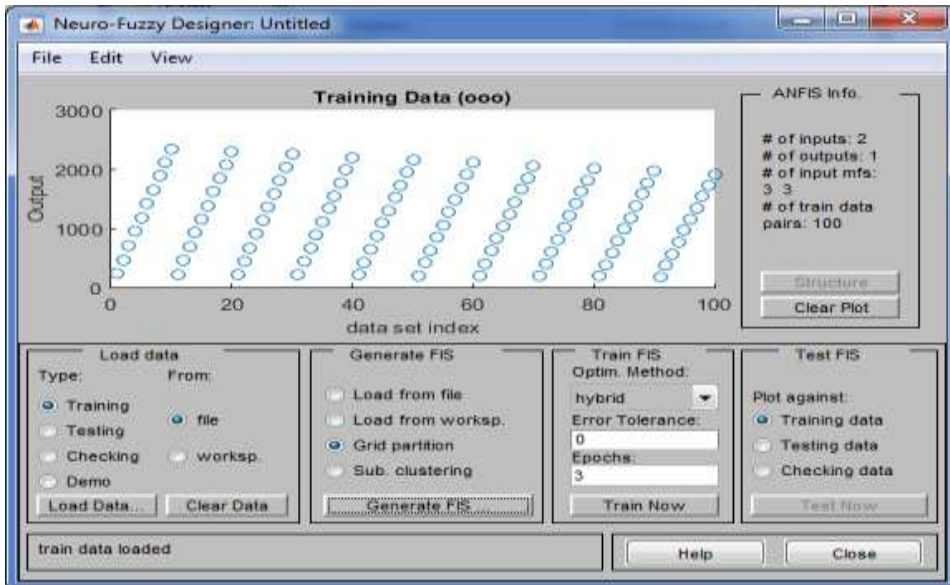 Neuro-Fuzzy Designer: Untitled
File Edit View
Training Data (ooo)
3000
2000
1000
0
Output
0 20 40 60 80 100
data set index
ANFIS Info.
# of inputs: 2
# of outputs: 1
# of input mfs:
3 3
# of train data
pairs: 100
Structure
Clear Plot
Load data
Type: From:
Training
Testing
Checking
Demo
file
worksp.
Load Data... Clear Data
Generate FIS
Load from file
Load from worksp.
Grid partition
Sub. clustering
Generate FIS ...
Train FIS
Optim. Method:
hybrid
Error Tolerance:
0
Epochs:
3
Train Now
Test FIS
Plot against:
Training data
Testing data
Checking data
Test Now
train data loaded
Help Close